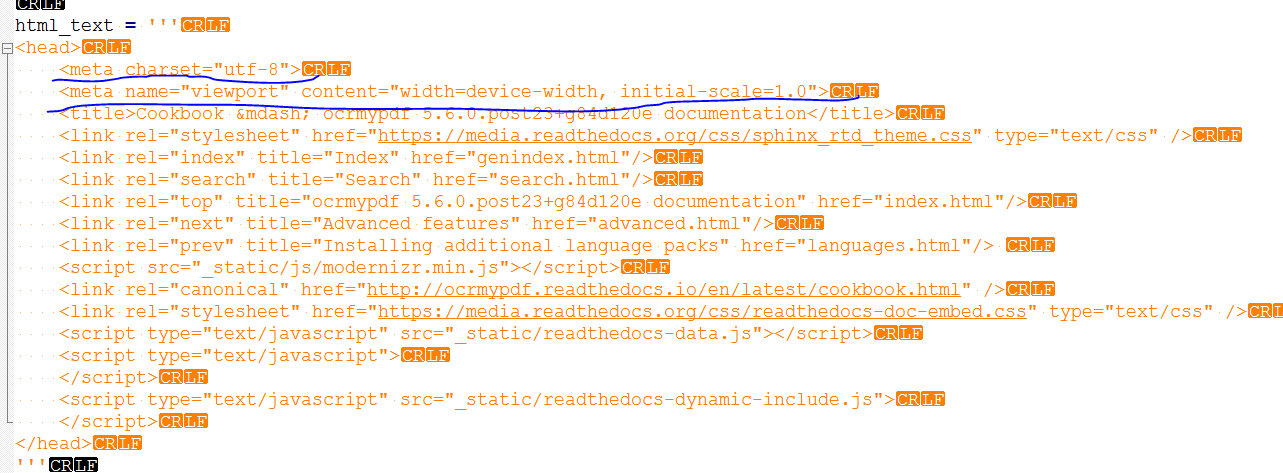 CRLF
html_text = '''CRLF
<head>CRLF
<meta charset="utf-8">CRLF
<meta name="viewport" content="width=device-width, initial-scale=1.0">CRLF
<title>Cookbook &mdash; ocrmypdf 5.6.0.post23+g84d120e documentation</title>CRLF
<link rel="stylesheet" href="https://media.readthedocs.org/css/sphinx_rtd_theme.css" type="text/css" />CRLF
<link rel="index" title="Index" href="genindex.html"/>CRLF
<link rel="search" title="Search" href="search.html"/>CRLF
<link rel="top" title="ocrmypdf 5.6.0.post23+g84d120e documentation" href="index.html"/>CRLF
<link rel="next" title="Advanced features" href="advanced.html"/>CRLF
<link rel="prev" title="Installing additional language packs" href="languages.html"/> CRLF
<script src="_static/js/modernizr.min.js"></script>CRLF
<link rel="canonical" href="http://ocrmypdf.readthedocs.io/en/latest/cookbook.html" />CRLF
<link rel="stylesheet" href="https://media.readthedocs.org/css/readthedocs-doc-embed.css" type="text/css" />CRL
<script type="text/javascript" src="_static/readthedocs-data.js"></script>CRLF
<script type="text/javascript">CRLF
</script>CRLF
<script type="text/javascript" src="_static/readthedocs-dynamic-include.js">CRLF
</script>CRLF
</head>CRLF
'''CRLF